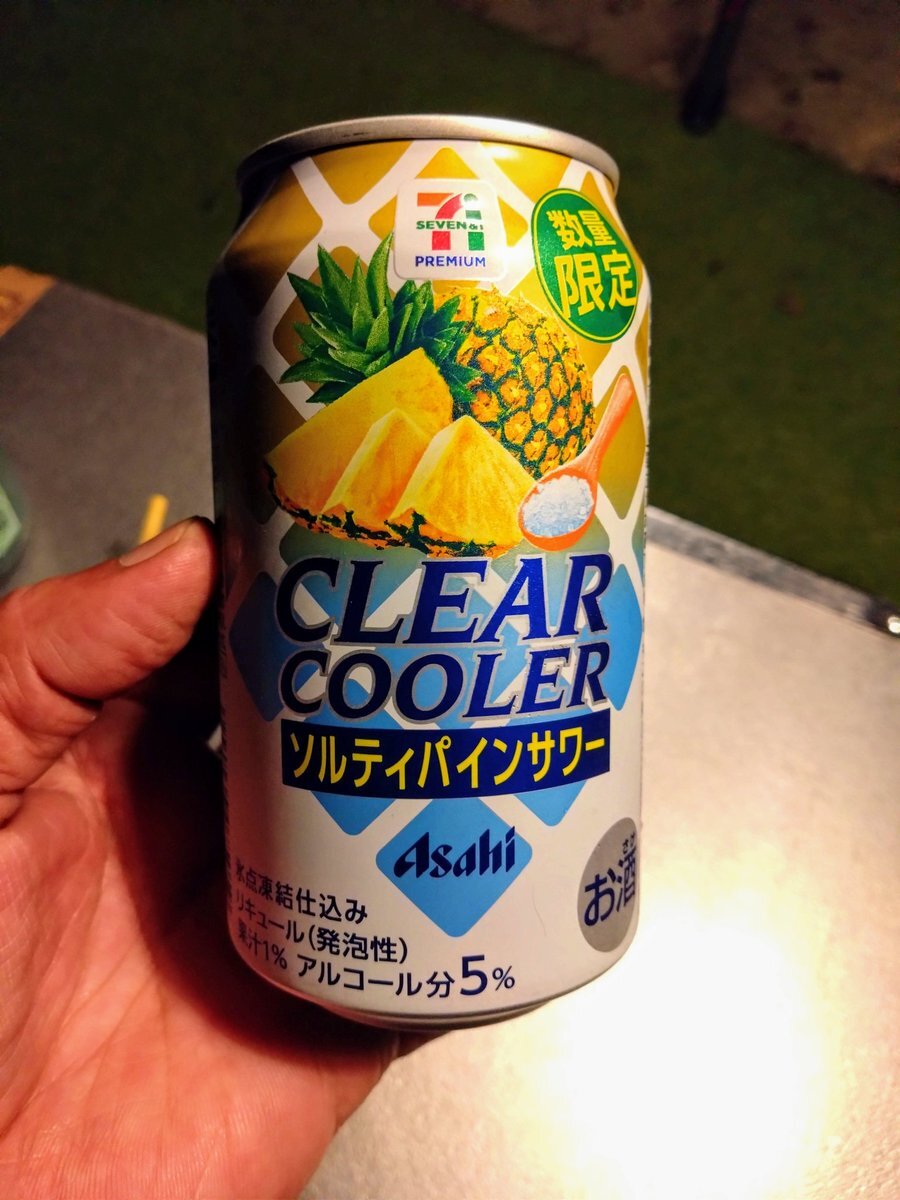 SEVEN & i
PREMIUM
数量
限定
CLEAR
COOLER
ソルティパインサワー
Asahi
さけ
お酒
氷点凍結仕込み
リキュール(発泡性)
果汁1% アルコール分5%